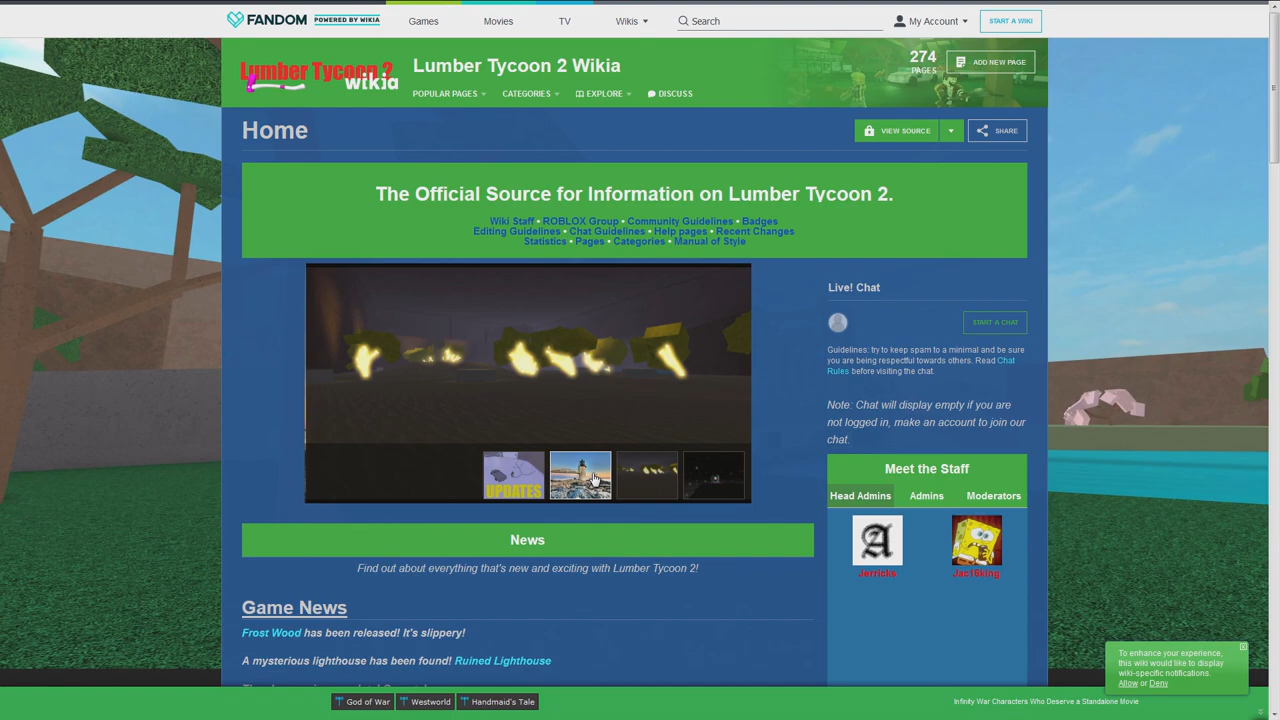 FANDOM POWERED BY WIKIA Games Movies TV Wikis Search My Account START A WIKI
Lumber Tycoon 2 wikia
Lumber Tycoon 2 Wikia
274 PAGES
ADD NEW PAGE
POPULAR PAGES CATEGORIES EXPLORE DISCUSS
Home
VIEW SOURCE SHARE
The Official Source for Information on Lumber Tycoon 2.
Wiki Staff • ROBLOX Group • Community Guidelines • Badges
Editing Guidelines • Chat Guidelines • Help pages • Recent Changes
Statistics • Pages • Categories • Manual of Style
UPDATES
Live! Chat
START A CHAT
Guidelines: try to keep spam to a minimal and be sure
you are being respectful towards others. Read Chat
Rules before visiting the chat.
Note: Chat will display empty if you are
not logged in, make an account to join our
chat.
Meet the Staff
Head Admins Admins Moderators
A
Jerricks Jac16king
News
Find out about everything that's new and exciting with Lumber Tycoon 2!
Game News
Frost Wood has been released! It's slippery!
A mysterious lighthouse has been found! Ruined Lighthouse
To enhance your experience,
this wiki would like to display
wiki-specific notifications.
Allow or Deny
God of War Westworld Handmaid's Tale
Infinity War Characters Who Deserve a Standalone Movie